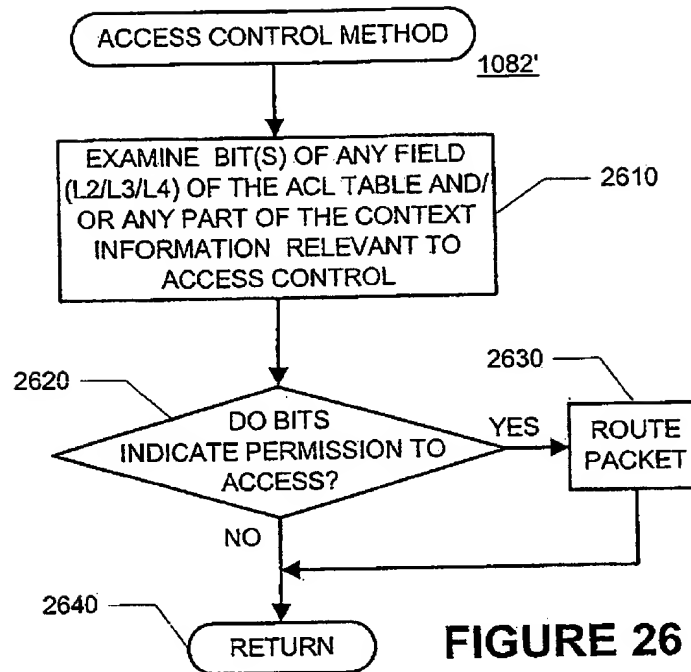 ACCESS CONTROL METHOD
1082'
EXAMINE BIT(S) OF ANY FIELD
(L2/L3/L4) OF THE ACL TABLE AND/
OR ANY PART OF THE CONTEXT
INFORMATION RELEVANT TO
ACCESS CONTROL
2610
2620
DO BITS
INDICATE PERMISSION TO
ACCESS?
YES
2630
ROUTE
PACKET
NO
2640
RETURN
FIGURE 26